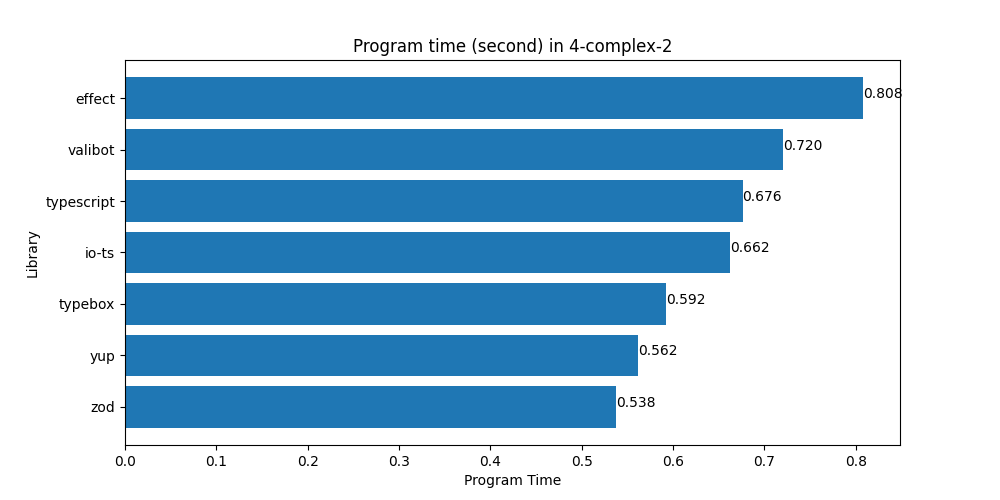 Program time (second) in 4-complex-2
effect 0.808
valibot 0.720
typescript 0.676
io-ts 0.662
typebox 0.592
yup 0.562
zod 0.538
Library
0.0 0.1 0.2 0.3 0.4 0.5 0.6 0.7 0.8
Program Time